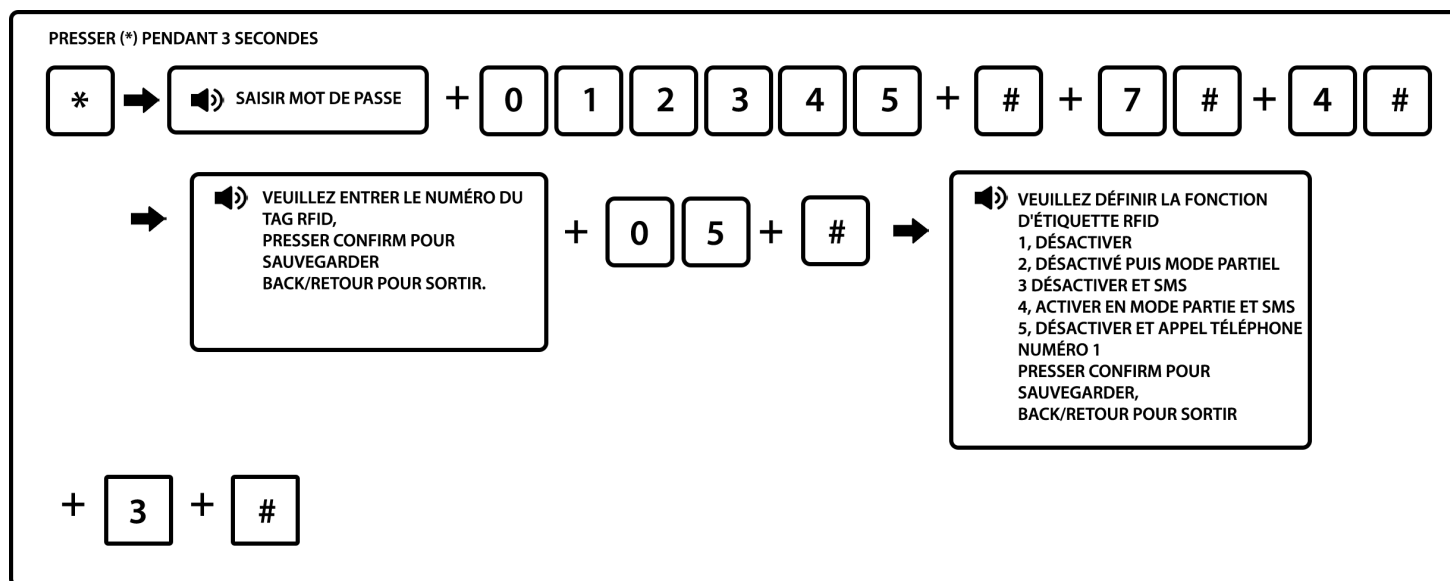 PRESSER (*) PENDANT 3 SECONDES
* SAISIR MOT DE PASSE + 0 1 2 3 4 5 + # + 7 # + 4 #
VEUILLEZ ENTRER LE NUMÉRO DU
TAG RFID,
PRESSER CONFIRM POUR
SAUVEGARDER
BACK/RETOUR POUR SORTIR.
+ 0 5 + #
VEUILLEZ DÉFINIR LA FONCTION
D'ÉTIQUETTE RFID
1, DÉSACTIVER
2, DÉSACTIVÉ PUIS MODE PARTIEL
3 DÉSACTIVER ET SMS
4, ACTIVER EN MODE PARTIE ET SMS
5, DÉSACTIVER ET APPEL TÉLÉPHONE
NUMÉRO 1
PRESSER CONFIRM POUR
SAUVEGARDER,
BACK/RETOUR POUR SORTIR
+ 3 + #